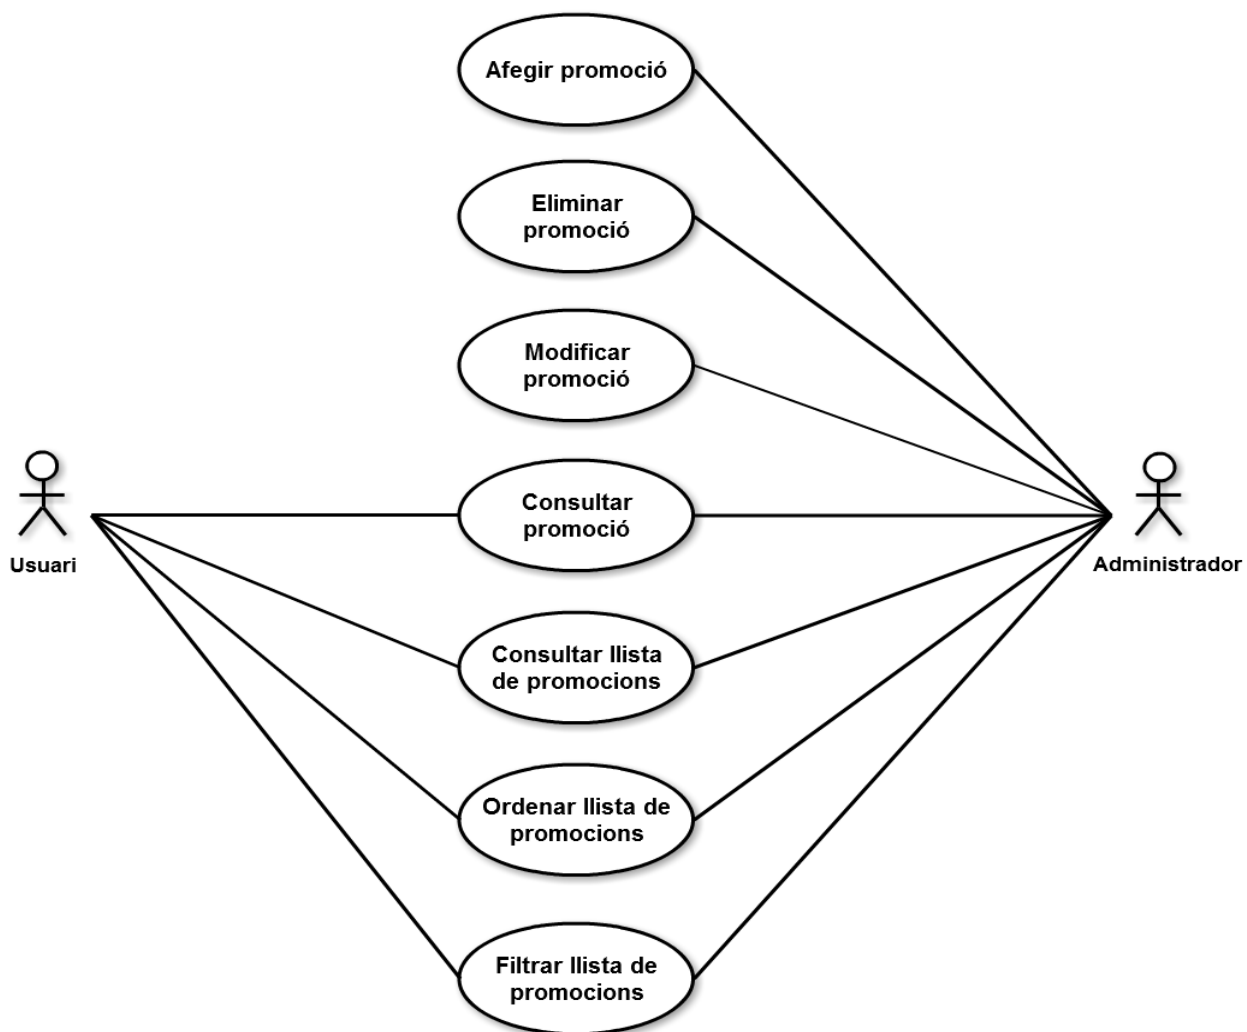 Afegir promoció
Eliminar
promoció
Modificar
promoció
Consultar
promoció
Usuari
Administrador
Consultar llista
de promocions
Ordenar llista de
promocions
Filtrar llista de
promocions